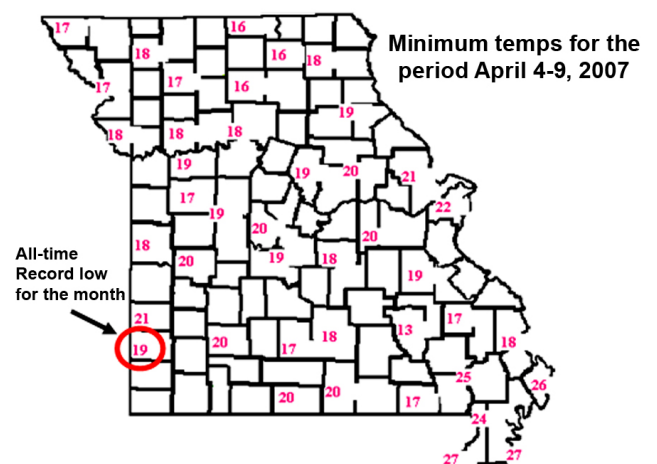 17 16
Minimum temps for the
period April 4-9, 2007
18 16 18
17 17 16
19
18 18 18
19 19 20 21
17 19 22
20 20
18 20 19 18
19
All-time
Record low
for the month
21 13 17
19 20 17 18 18
25 26
20 20 17
24
27 27